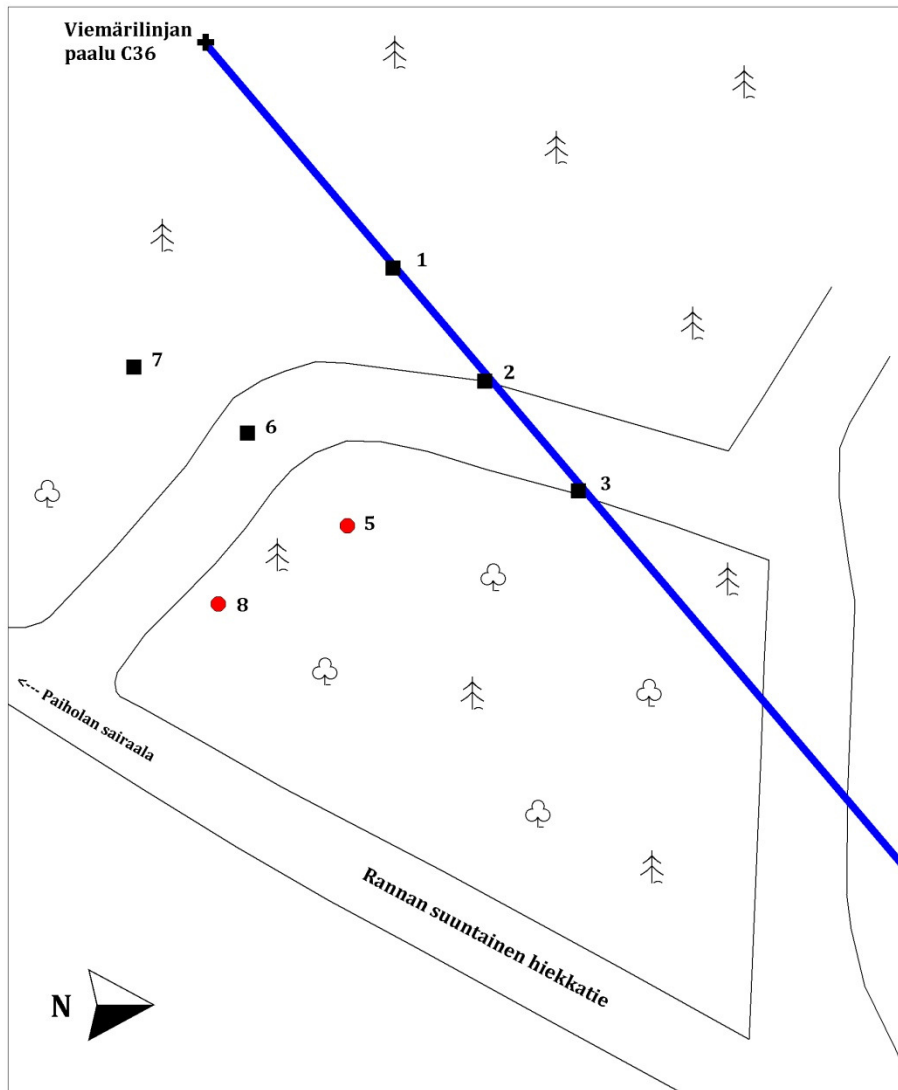 Viemärilinjan
paalu C36
1
2
7
6
3
5
8
<--- Paiholan sairaala
Rannan suuntainen hiekkatie
N